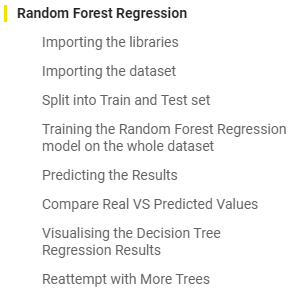 Random Forest Regression
Importing the libraries
Importing the dataset
Split into Train and Test set
Training the Random Forest Regression
model on the whole dataset
Predicting the Results
Compare Real VS Predicted Values
Visualising the Decision Tree
Regression Results
Reattempt with More Trees